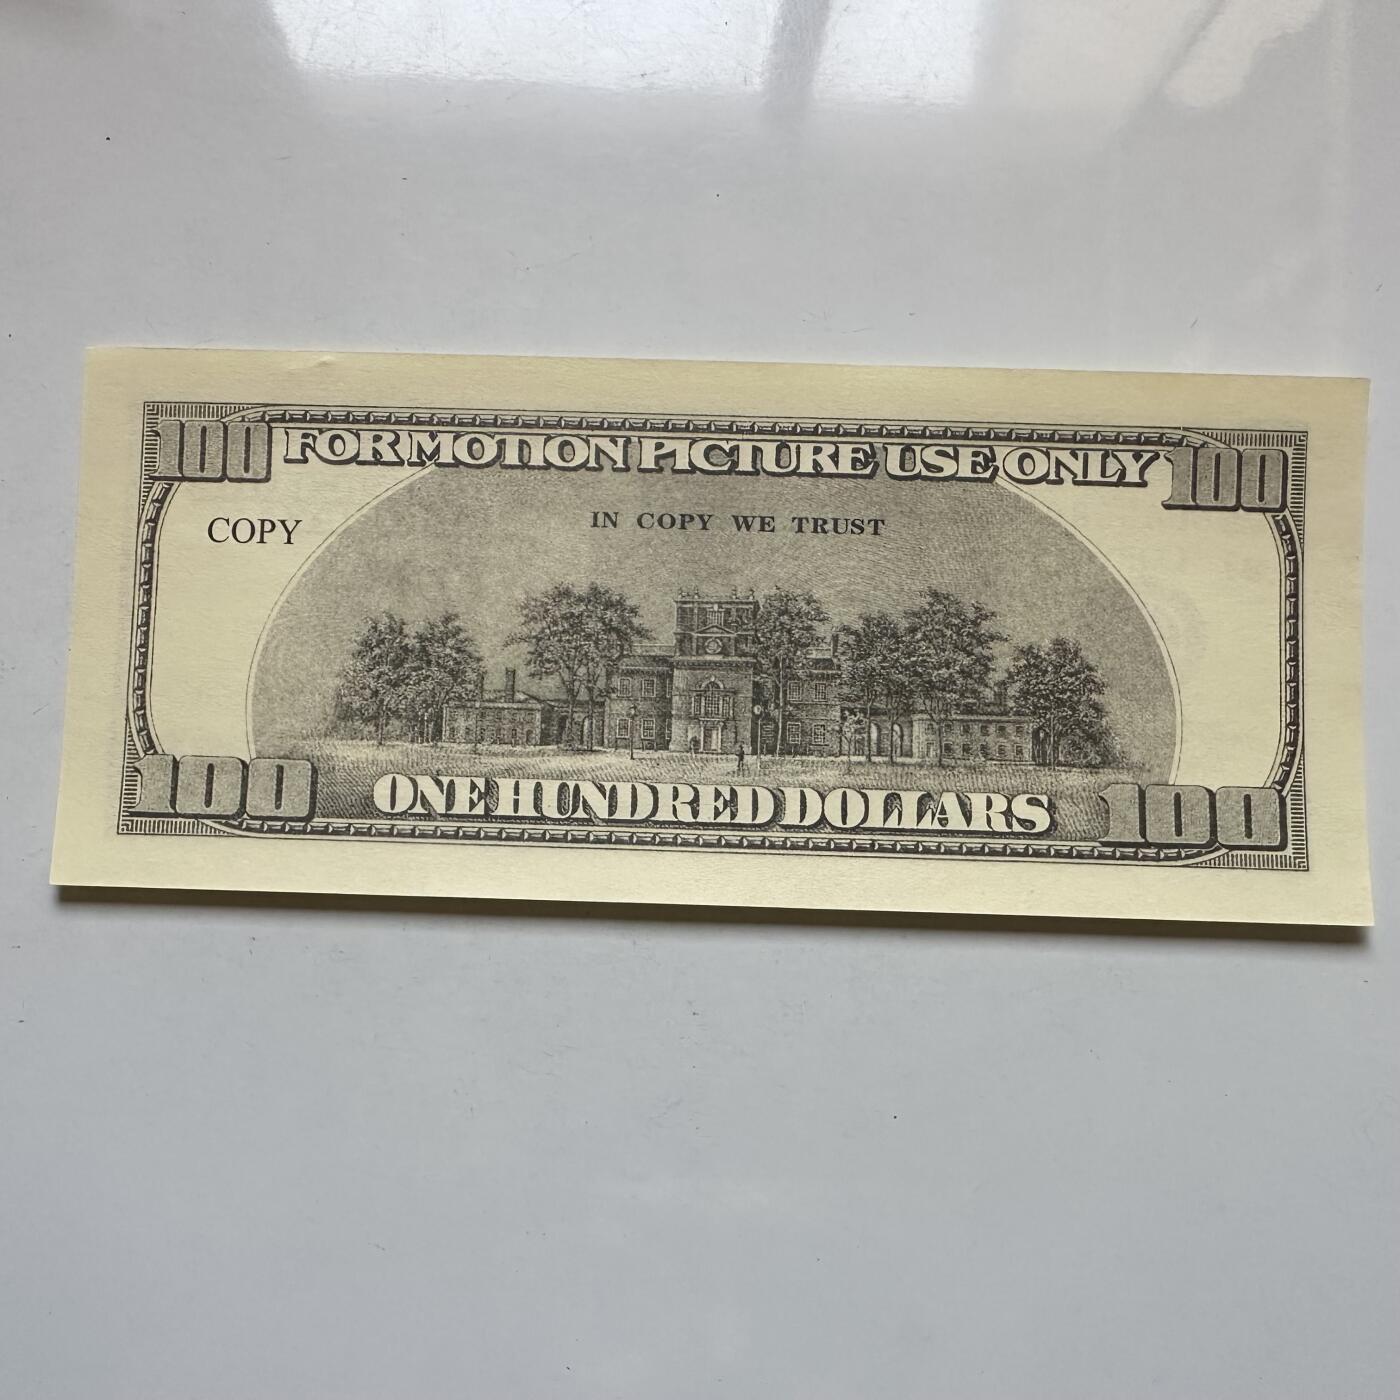 100 FOR MOTION PICTURE USE ONLY 100
COPY
IN COPY WE TRUST
100 ONE HUNDRED DOLLARS 100